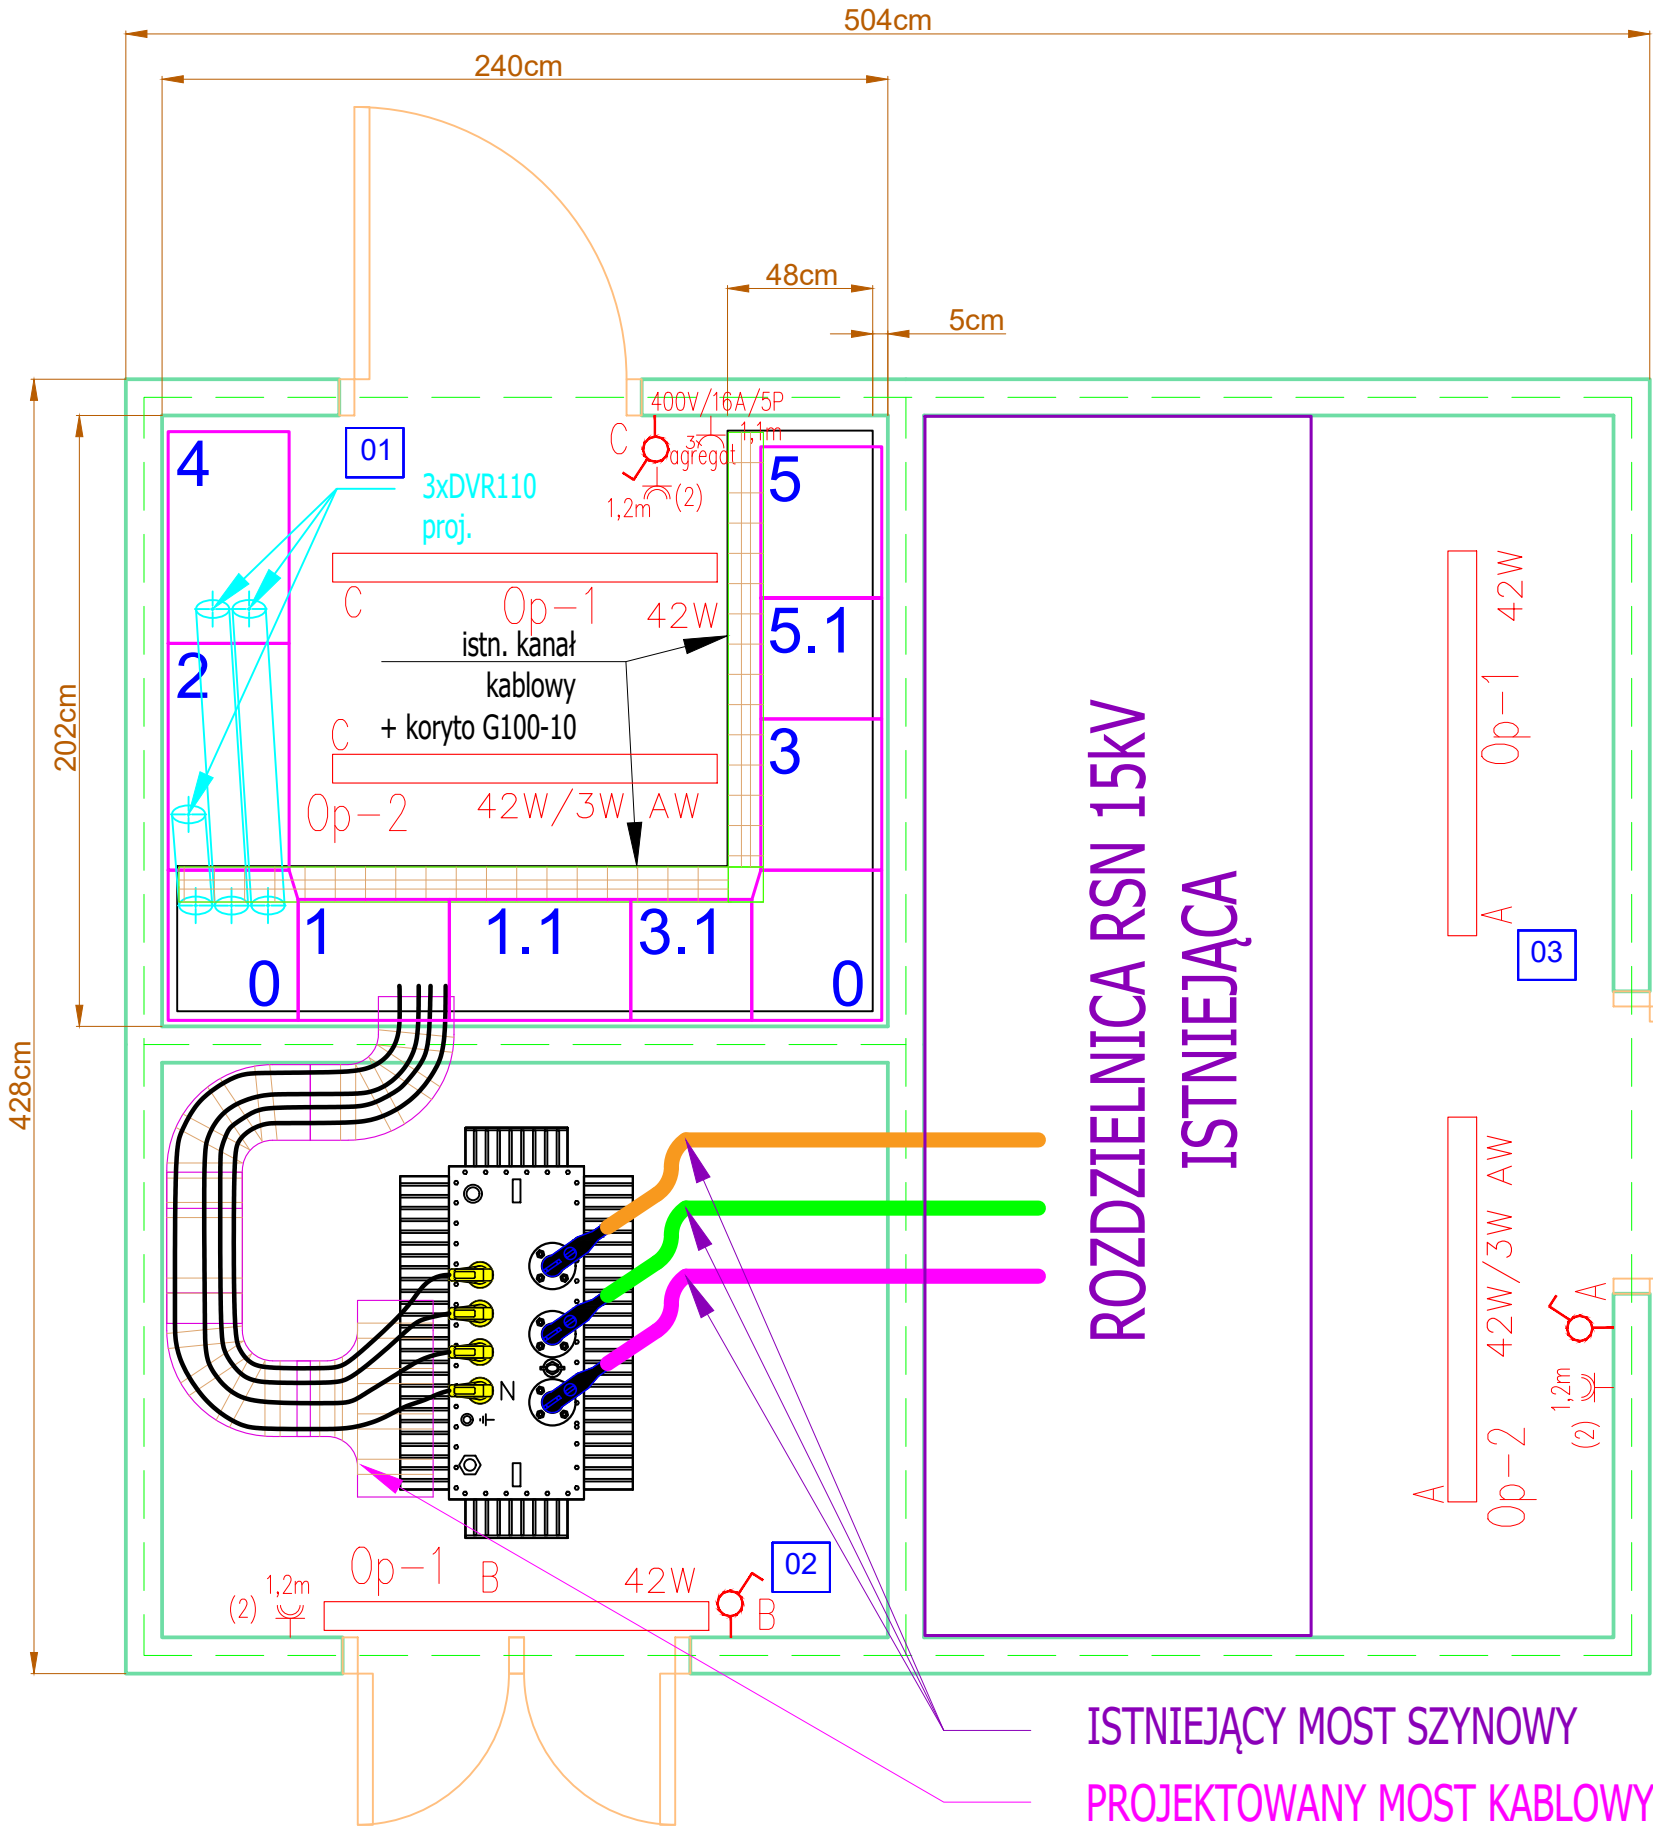 504cm
240cm
48cm
5cm
400V/16A/5P
C
3x
1,1m
agregat
1,2m
(2)
4
01
3xDVR110
proj.
5
C
Op-1
42W
istn. kanał
kablowy
+ koryto G100-10
2
5.1
C
3
Op-2
42W/3W AW
202cm
1
1.1
3.1
0
0
428cm
ROZDZIELNICA RSN 15kV
ISTNIEJĄCA
42W
Op-1
A
03
42W/3W AW
A
Op-2
A
1,2m
(2)
N
Op-1
B
42W
02
B
1,2m
(2)
ISTNIEJĄCY MOST SZYNOWY
PROJEKTOWANY MOST KABLOWY